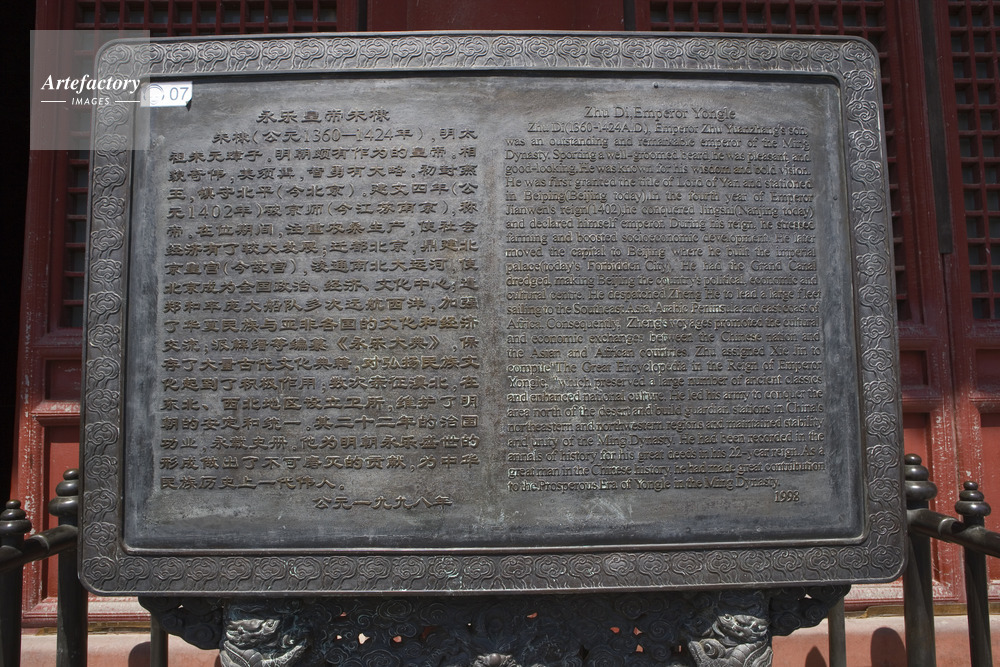 Artefactory
IMAGES
07
永乐皇帝朱棣
朱棣(公元1360—1424年),明太
祖朱元璋子,明朝颇有作为的皇帝。相
貌奇伟,美须髯,智勇有大略,初封燕
王,镇于北平(今北京)。建文四年(公
元1402年)破京师(今江苏南京),称
帝。在位期间,注重农桑生产,使社会
经济有了较大发展;迁都北京,鼎建北
京皇宫(今故宫),浚通南北大运河,使
北京成为全国政治、经济、文化中心;遣
郑和率庞大船队多次远航西洋,加强
了华夏民族与亚非各国的文化和经济
交流;派解缙等编纂《永乐大典》,保
存了大量古代文化典籍,对弘扬民族文
化起到了积极作用;数次亲征漠北,在
东北、西北地区设立卫所,维护了明
朝的安定和统一。其二十二年的治国
功业,永载史册。他为明朝永乐盛世的
形成做出了不可磨灭的贡献,为中华
民族历史上一代伟人。
公元一九九八年
Zhu Di, Emperor Yongle
Zhu Di(1360-1424A.D.), Emperor Zhu Yuanzhang's son,
was an outstanding and remarkable emperor of the Ming
Dynasty. Sporting a well-groomed beard, he was pleasant and
good-looking. He was known for his wisdom and bold vision.
He was first granted the title of Lord of Yan and stationed
in Beiping(Beijing today).In the fourth year of Emperor
Jianwen's reign(1402),he conquered Jingshi(Nanjing today)
and declared himself emperor. During his reign, he stressed
farming and boosted socioeconomic development. He later
moved the capital to Beijing where he built the imperial
palace(today's Forbidden City). He had the Grand Canal
dredged, making Beijing the country's political, economic and
cultural centre. He despatched Zheng He to lead a large fleet
sailing to the Southeast Asia, Arabic Penins and east coas of
Africa. Consequently, Zheng's voyages promoted the cultural
and economic exchanges between the Chinese nation and
the Asian and African countries. Zhu assigned Xie Jin to
compile"The Great Encyclopedia in the Reign of Emperor
Yongle, "which preserved a large number of ancient classics
and enhanced national culture. He led his army to conquer the
area north of the desert and build guardian stations in China's
northeastern and northwestern regions and maintained stability
and unity of the Ming Dynasty. He had been recorded in the
annals of history for his great deeds in his 22-year reign. As a
great man in the Chinese history, he had made great contribution
to the Prosperous Era of Yongle in the Ming Dynasty.
1998